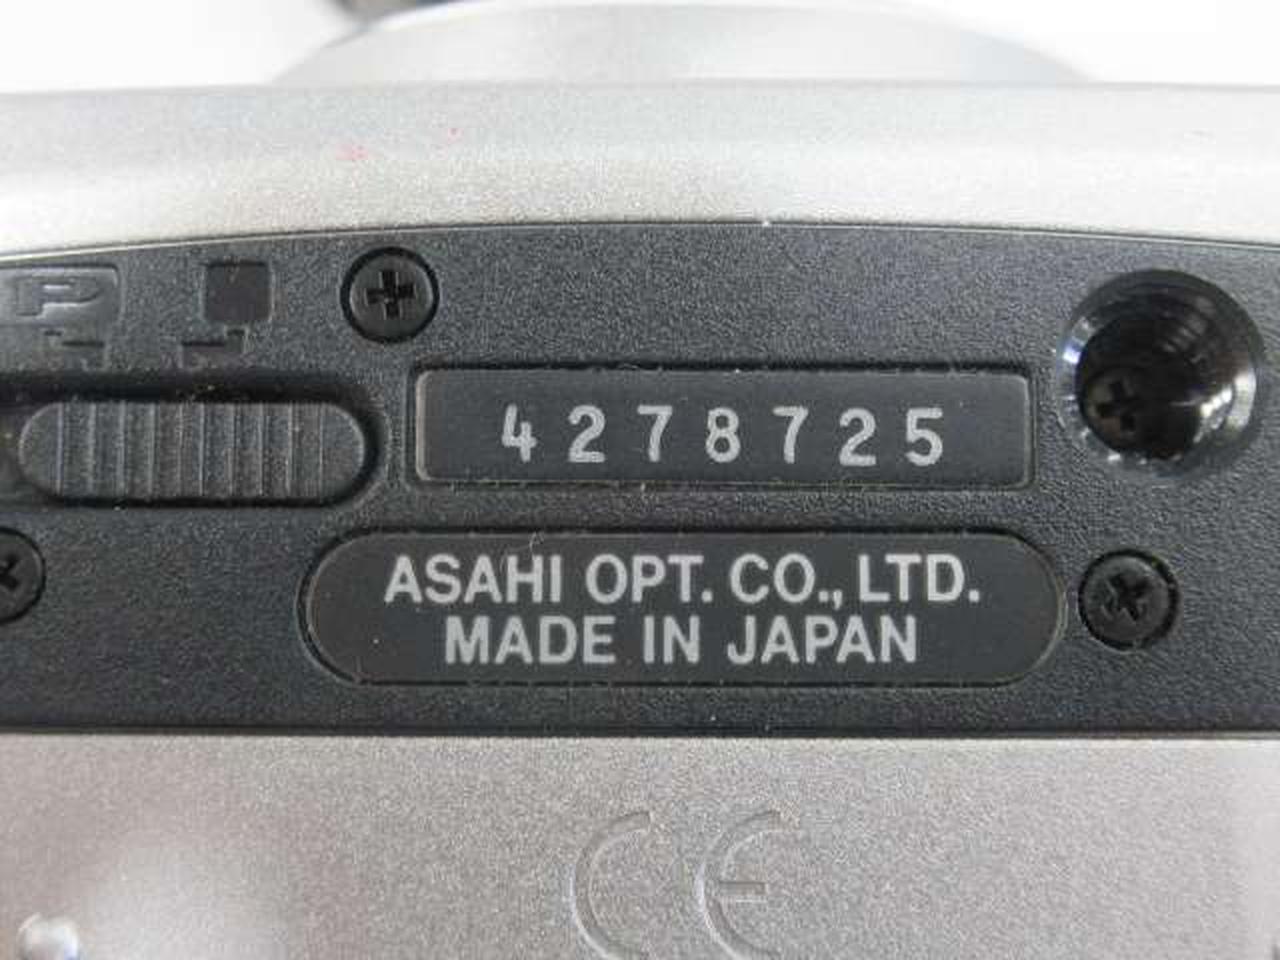 P
4278725
ASAHI OPT. CO., LTD.
MADE IN JAPAN
CE